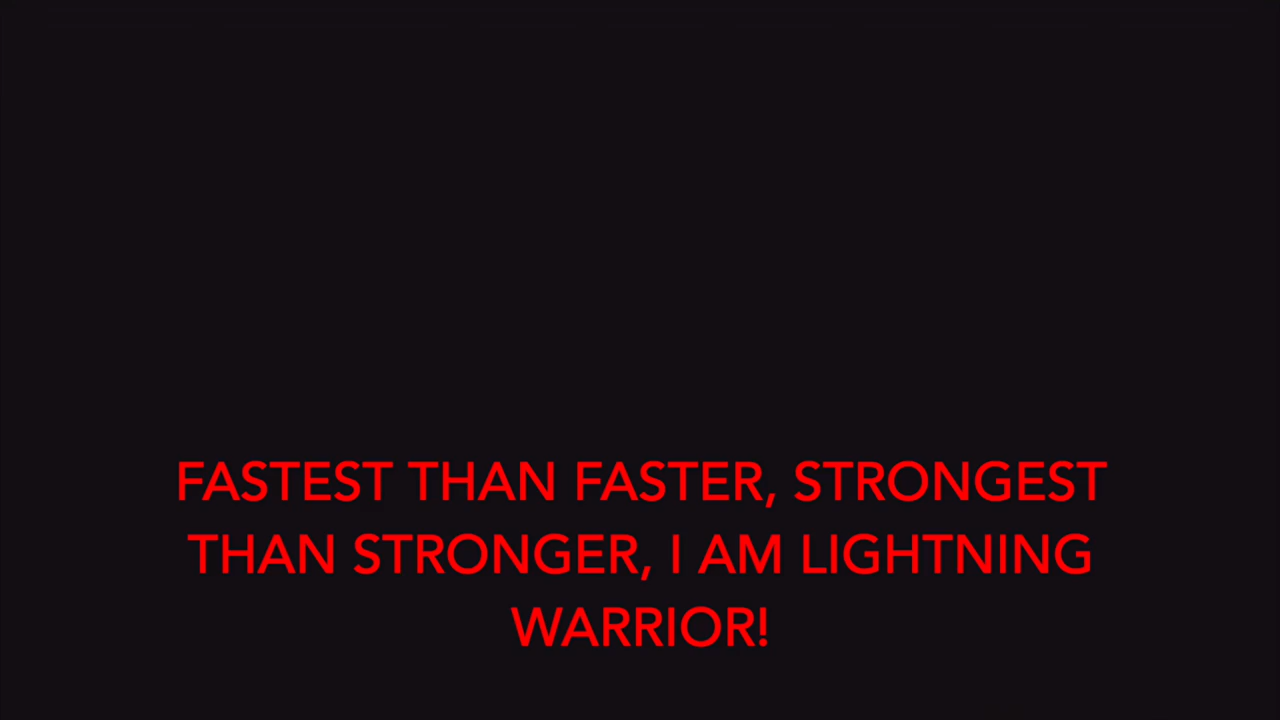 FASTEST THAN FASTER, STRONGEST
THAN STRONGER, I AM LIGHTNING
WARRIOR!